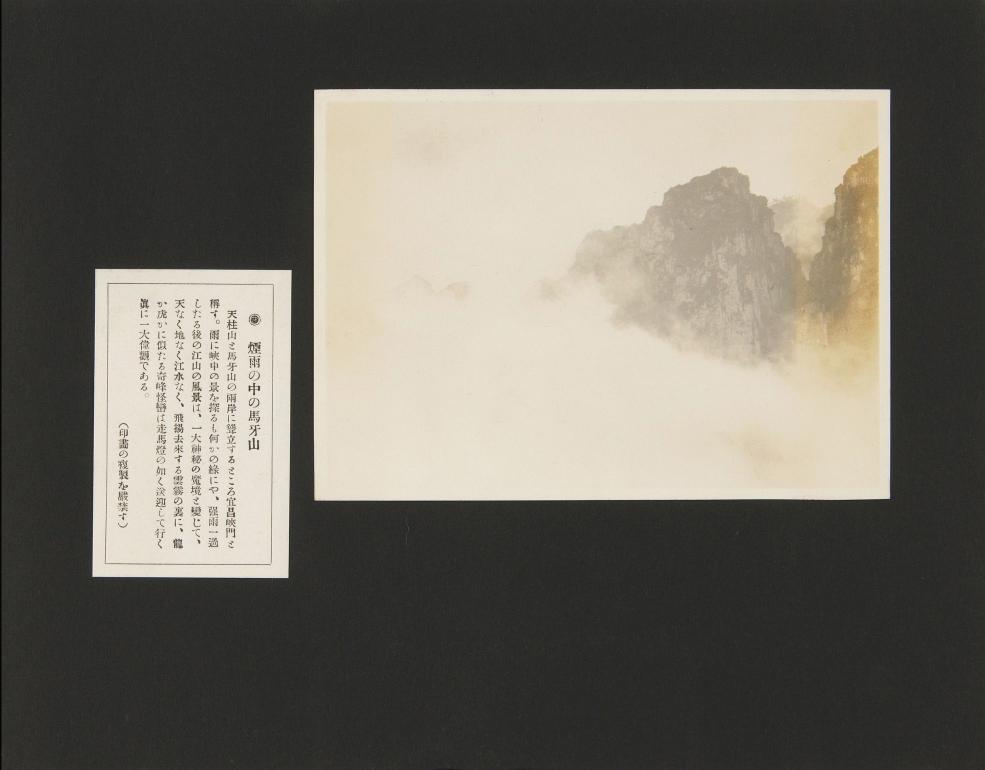 煙雨の中の馬牙山
天柱山と馬牙山の兩岸に聳立するところ宜昌峽門と
稱す。雨に峽中の景を探るも何かの緣にや、强雨一過
したる後の江山の風景は、一大神秘の魔境と變じて、
天なく地なく江水なく、飛揚去來する雲霧の裏に、龍
か虎かに似たる奇峰怪巒は走馬燈の如く送迎して行く
眞に一大偉觀である。
（印畵の複製を嚴禁す）